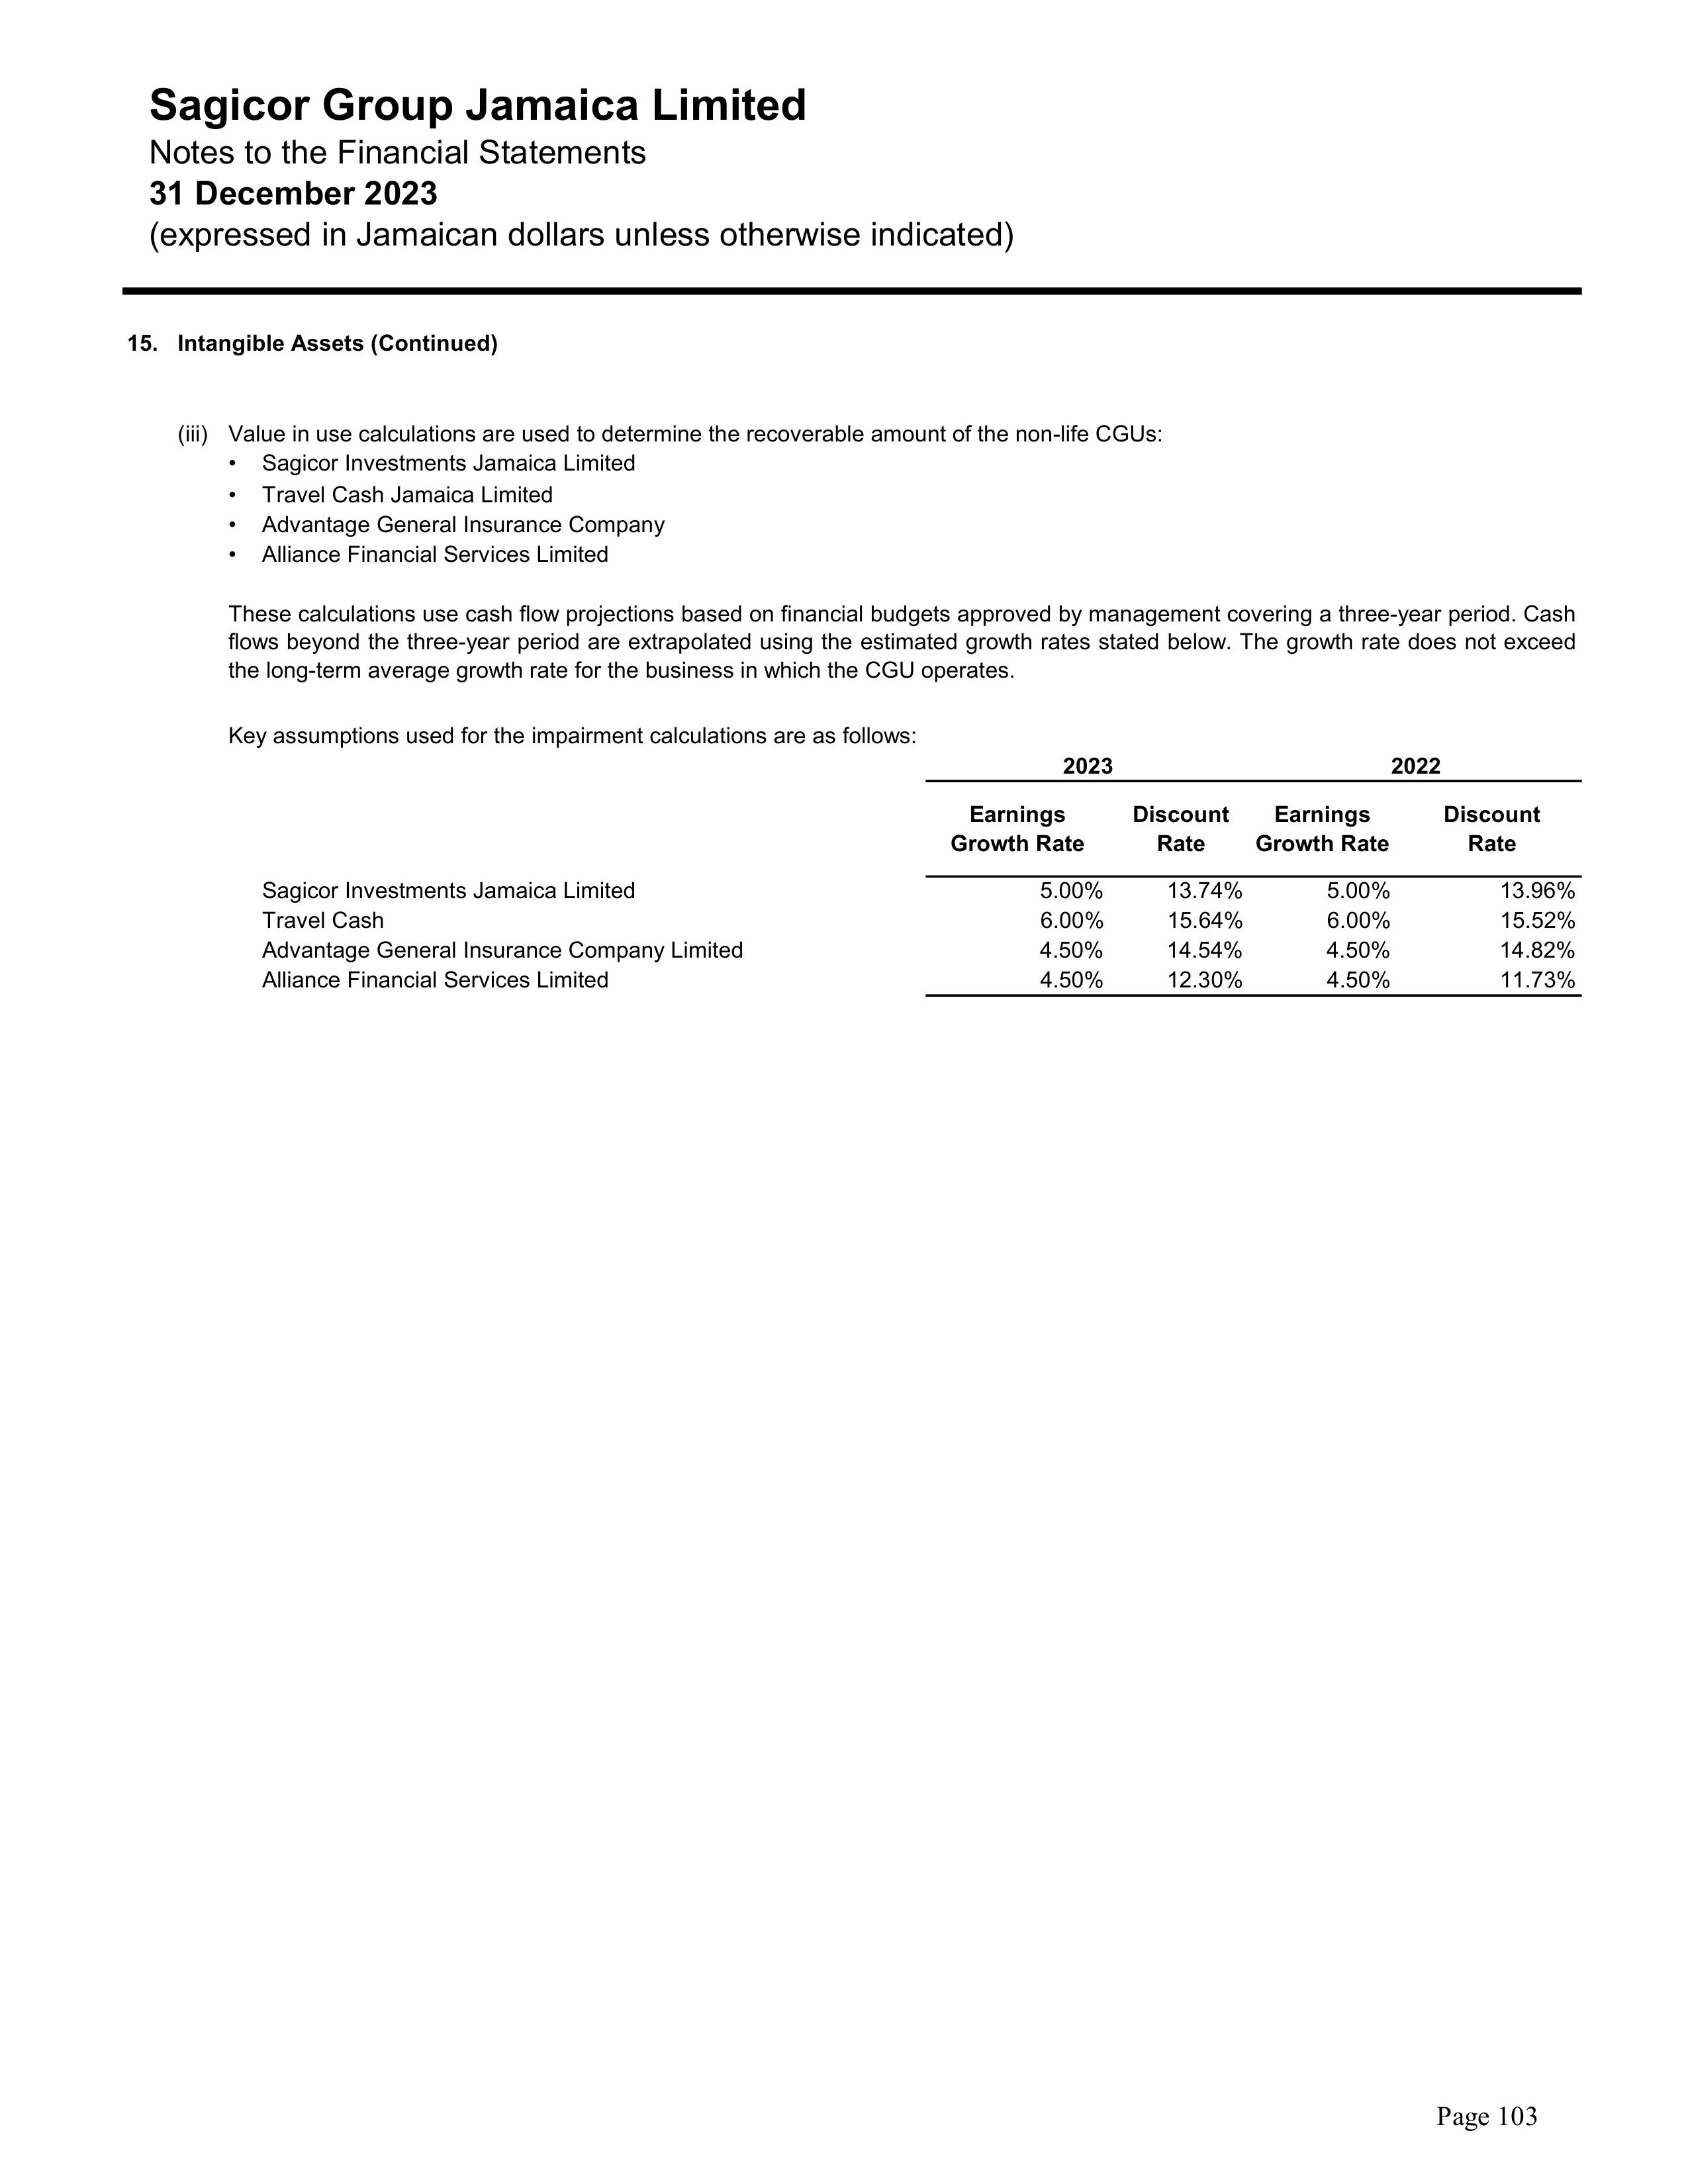 Sagicor Group Jamaica Limited
Notes to the Financial Statements
31 December 2023
(expressed in Jamaican dollars unless otherwise indicated)
15. Intangible Assets (Continued)
(iii) Value in use calculations are used to determine the recoverable amount of the non-life CGUs:
• Sagicor Investments Jamaica Limited
• Travel Cash Jamaica Limited
• Advantage General Insurance Company
• Alliance Financial Services Limited
These calculations use cash flow projections based on financial budgets approved by management covering a three-year period. Cash
flows beyond the three-year period are extrapolated using the estimated growth rates stated below. The growth rate does not exceed
the long-term average growth rate for the business in which the CGU operates.
Key assumptions used for the impairment calculations are as follows:
2023 2022
Earnings Discount Earnings Discount
Growth Rate Rate Growth Rate Rate
Sagicor Investments Jamaica Limited 5.00% 13.74% 5.00% 13.96%
Travel Cash 6.00% 15.64% 6.00% 15.52%
Advantage General Insurance Company Limited 4.50% 14.54% 4.50% 14.82%
Alliance Financial Services Limited 4.50% 12.30% 4.50% 11.73%
Page 103